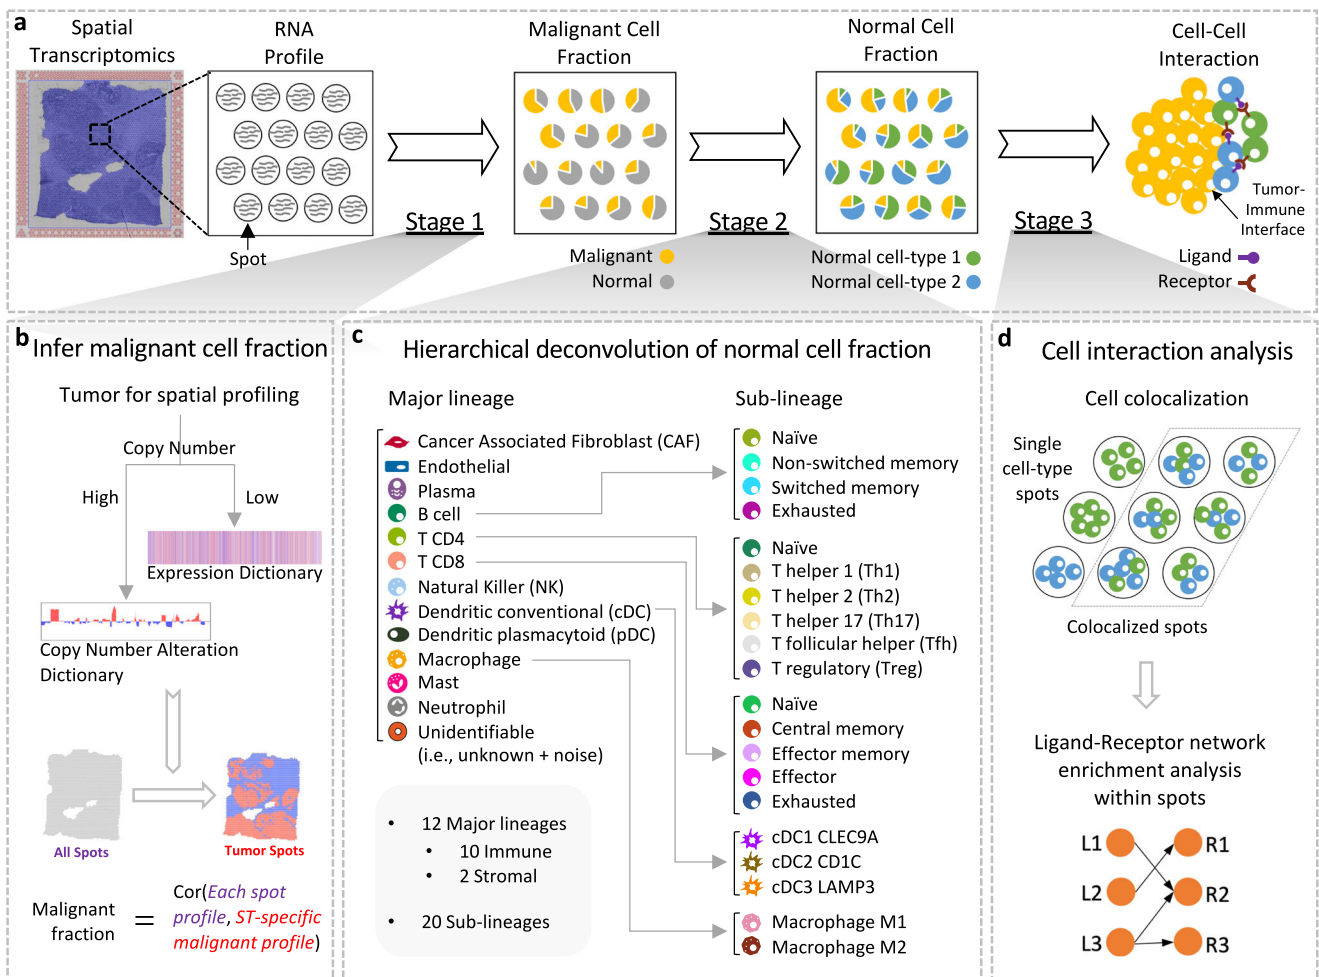 a
Spatial
Transcriptomics
RNA
Profile
Malignant Cell
Fraction
Normal Cell
Fraction
Cell-Cell
Interaction
Stage 1
Stage 2
Stage 3
Spot
Malignant
Normal
Normal cell-type 1
Normal cell-type 2
Tumor-
Immune
Interface
Ligand
Receptor
b
Infer malignant cell fraction
Tumor for spatial profiling
Copy Number
High
Low
Expression Dictionary
Copy Number Alteration
Dictionary
All Spots
Tumor Spots
Malignant
fraction
=
Cor(Each spot
profile, ST-specific
malignant profile)
c
Hierarchical deconvolution of normal cell fraction
Major lineage
Cancer Associated Fibroblast (CAF)
Endothelial
Plasma
B cell
T CD4
T CD8
Natural Killer (NK)
Dendritic conventional (cDC)
Dendritic plasmacytoid (pDC)
Macrophage
Mast
Neutrophil
Unidentifiable
(i.e., unknown + noise)
• 12 Major lineages
• 10 Immune
• 2 Stromal
• 20 Sub-lineages
Sub-lineage
Naïve
Non-switched memory
Switched memory
Exhausted
Naïve
T helper 1 (Th1)
T helper 2 (Th2)
T helper 17 (Th17)
T follicular helper (Tfh)
T regulatory (Treg)
Naïve
Central memory
Effector memory
Effector
Exhausted
cDC1 CLEC9A
cDC2 CD1C
cDC3 LAMP3
Macrophage M1
Macrophage M2
d
Cell interaction analysis
Cell colocalization
Single
cell-type
spots
Colocalized spots
Ligand-Receptor network
enrichment analysis
within spots
L1 R1
L2 R2
L3 R3